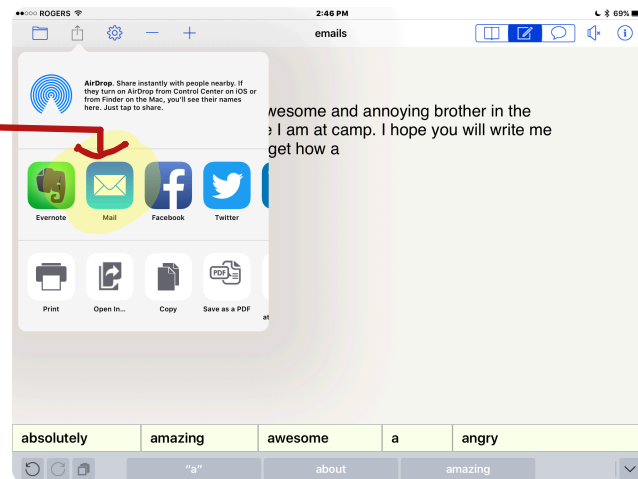 ROGERS 2:46 PM 69%
emails
AirDrop. Share instantly with people nearby. If
they turn on AirDrop from Control Center on iOS or
from Finder on the Mac, you'll see their names
here. Just tap to share.
wesome and annoying brother in the
I am at camp. I hope you will write me
get how a
Evernote Mail Facebook Twitter
PDF
Print Open In... Copy Save as a PDF
at
absolutely amazing awesome a angry
"a" about amazing